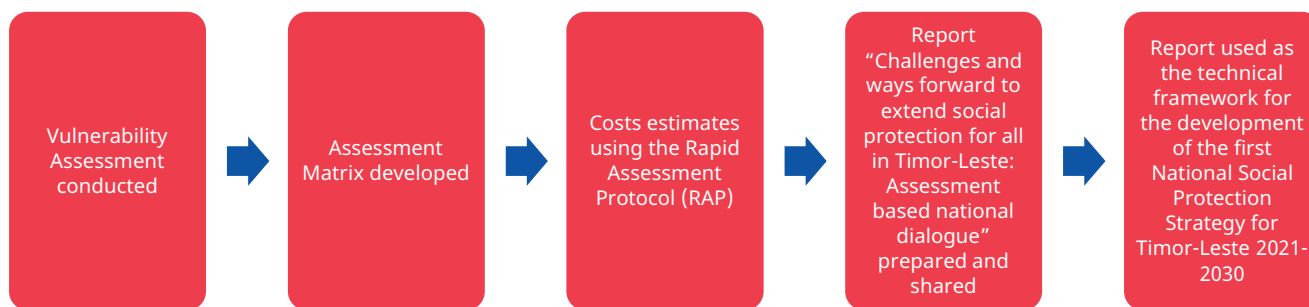 Vulnerability
Assessment
conducted
Assessment
Matrix developed
Costs estimates
using the Rapid
Assessment
Protocol (RAP)
Report
“Challenges and
ways forward to
extend social
protection for all
in Timor-Leste:
Assessment
based national
dialogue”
prepared and
shared
Report used as
the technical
framework for
the development
of the first
National Social
Protection
Strategy for
Timor-Leste 2021-
2030